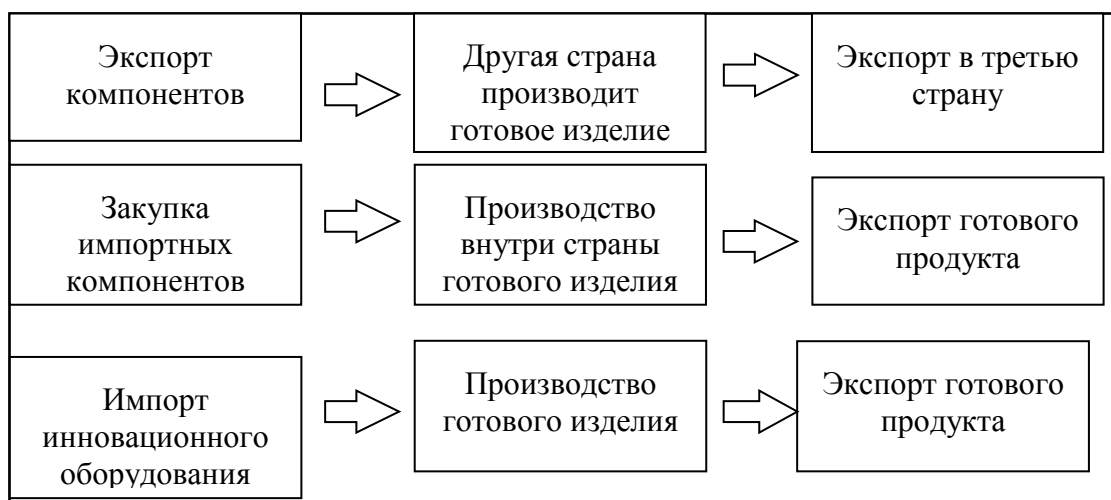 Экспорт
компонентов
Другая страна
производит
готовое изделие
Экспорт в третью
страну
Закупка
импортных
компонентов
Производство
внутри страны
готового изделия
Экспорт готового
продукта
Импорт
инновационного
оборудования
Производство
готового изделия
Экспорт готового
продукта